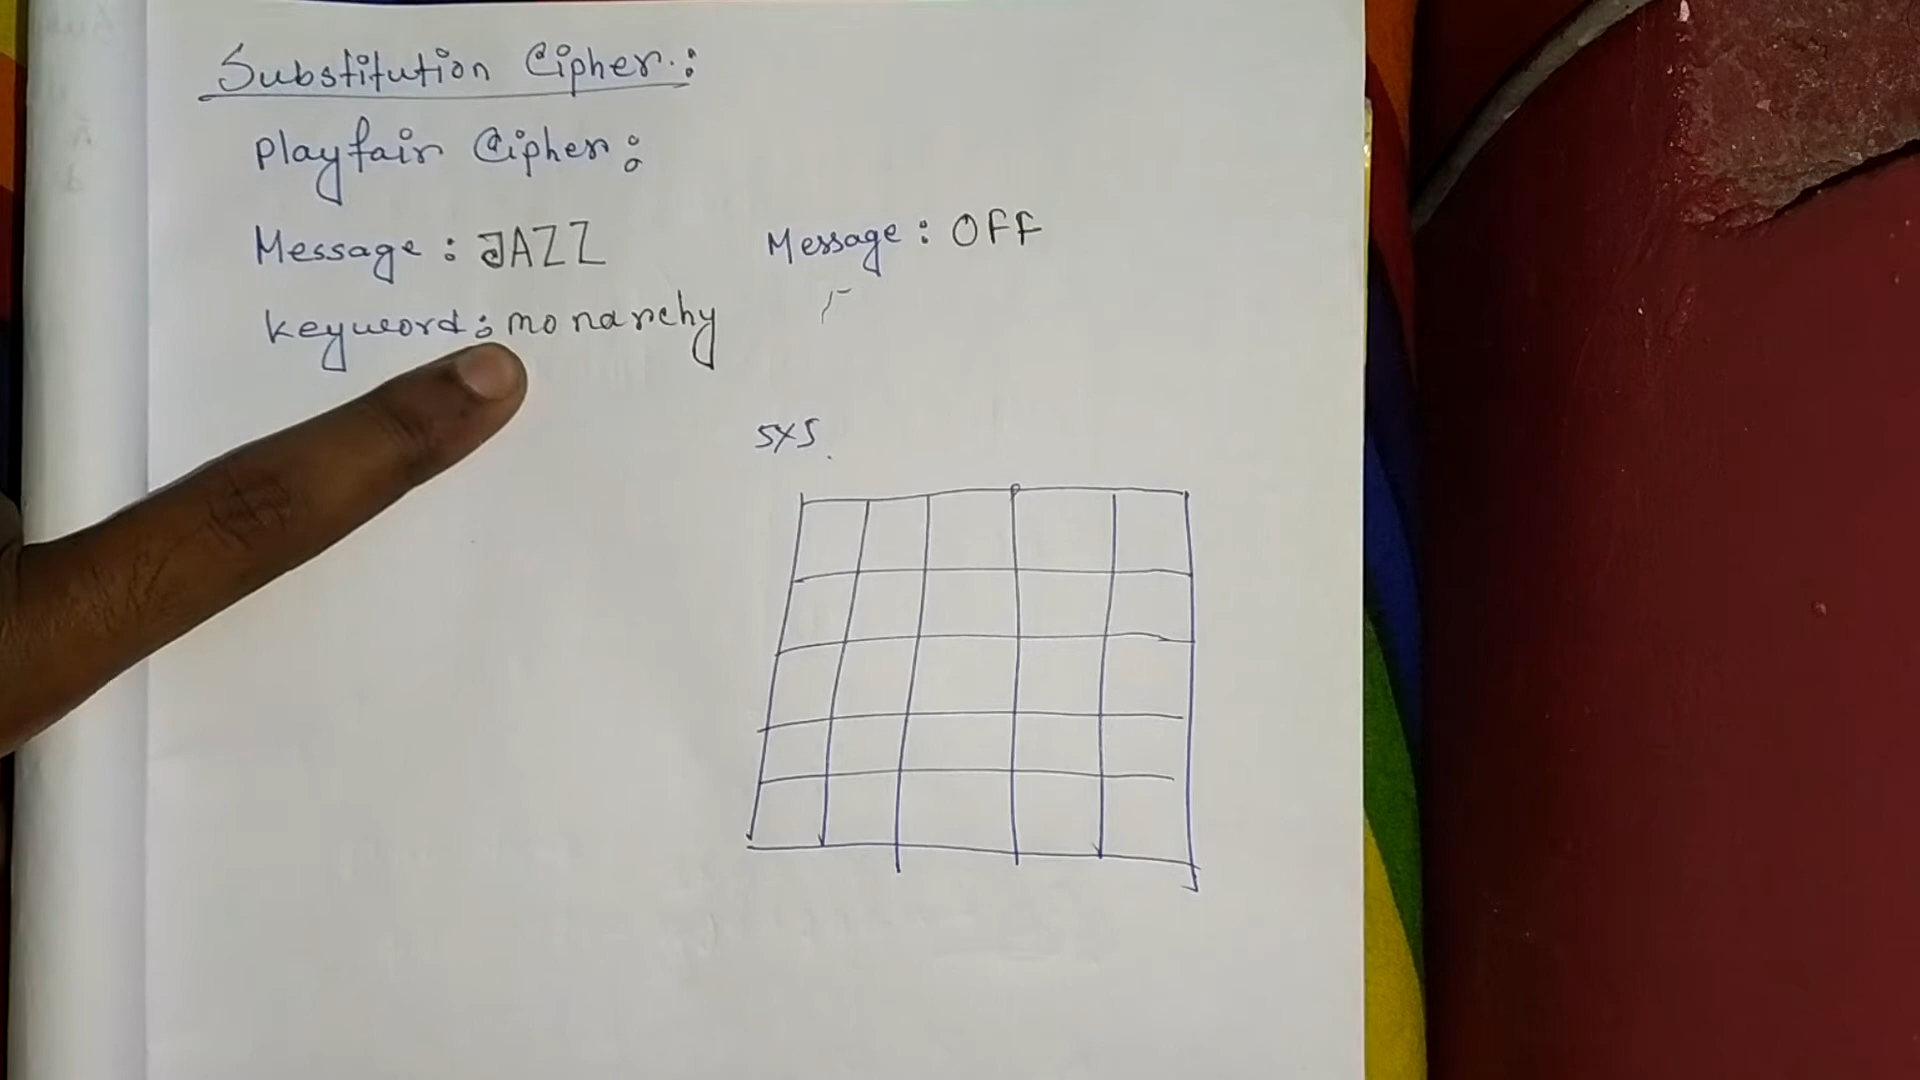 Substitution Cipher:
Playfair Cipher:
Message: JAZZ
Message: OFF
Keyword: monarchy
5x5